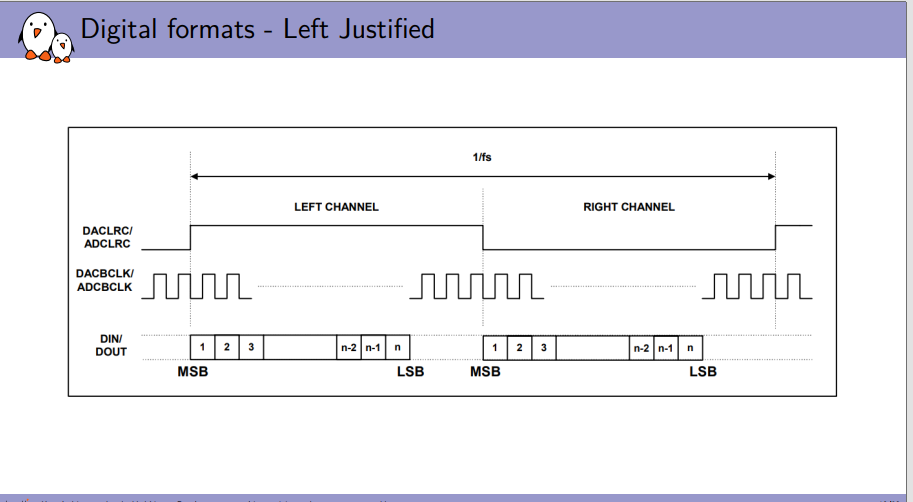 Digital formats - Left Justified
1/fs
LEFT CHANNEL RIGHT CHANNEL
DACLRC/
ADCLRC
DACBCLK/
ADCBCLK
DIN/
DOUT
1 2 3 n-2 n-1 n 1 2 3 n-2 n-1 n
MSB LSB MSB LSB